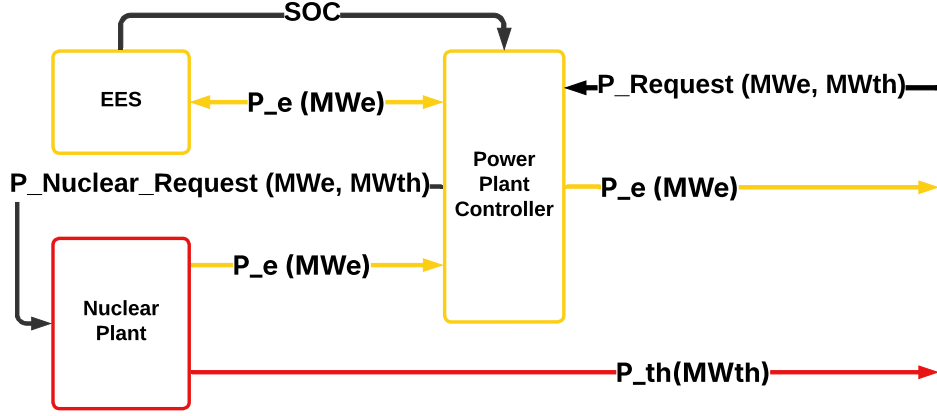 SOC
EES
P_e (MWe)
P_Request (MWe, MWth)
Power
Plant
Controller
P_Nuclear_Request (MWe, MWth)
P_e (MWe)
P_e (MWe)
Nuclear
Plant
P_th(MWth)